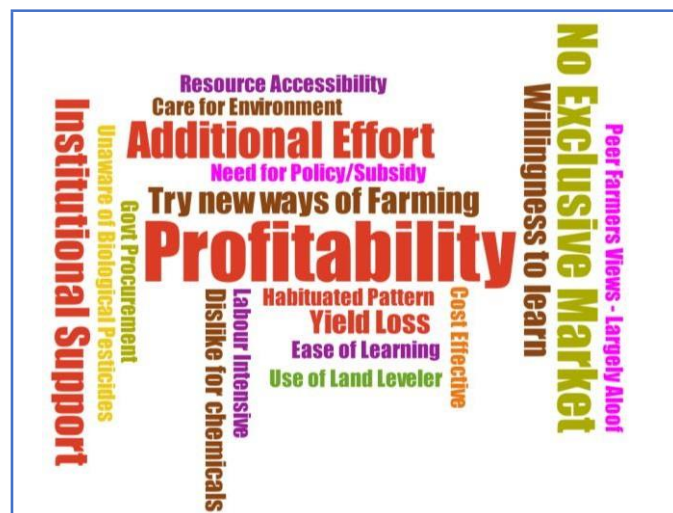 Resource Accessibility
Care for Environment
Additional Effort
Need for Policy/Subsidy
Try new ways of Farming
Profitability
Habituated Pattern
Yield Loss
Ease of Learning
Use of Land Leveler
Institutional Support
Unaware of Biological Pesticides
Govt Procurement
Dislike for chemicals
Labour Intensive
Cost Effective
Willingness to learn
No Exclusive Market
Peer Farmers Views - Largely Aloof